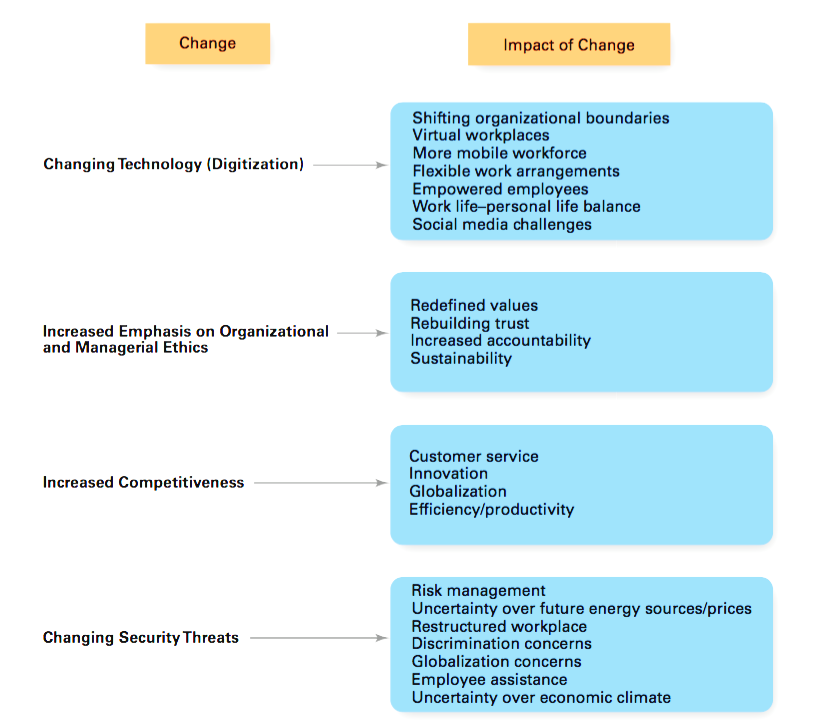 Change
Impact of Change
Changing Technology (Digitization)
Shifting organizational boundaries
Virtual workplaces
More mobile workforce
Flexible work arrangements
Empowered employees
Work life–personal life balance
Social media challenges
Increased Emphasis on Organizational
and Managerial Ethics
Redefined values
Rebuilding trust
Increased accountability
Sustainability
Increased Competitiveness
Customer service
Innovation
Globalization
Efficiency/productivity
Changing Security Threats
Risk management
Uncertainty over future energy sources/prices
Restructured workplace
Discrimination concerns
Globalization concerns
Employee assistance
Uncertainty over economic climate